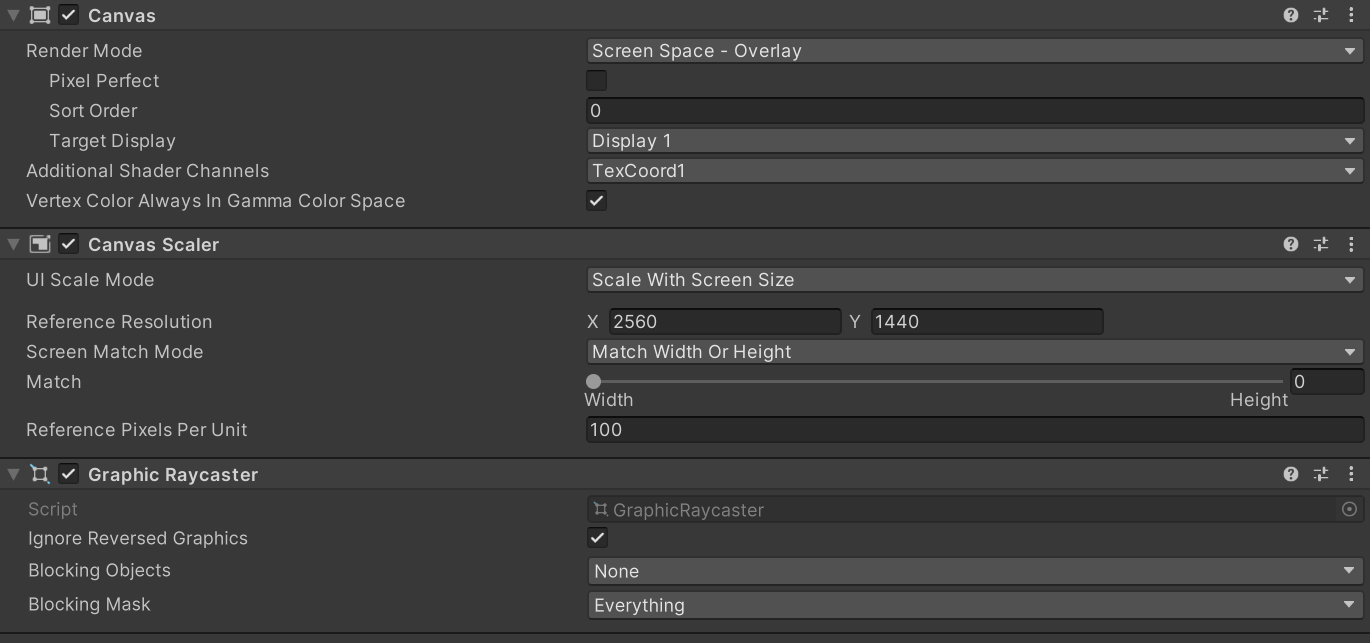 Canvas
Render Mode Screen Space - Overlay
Pixel Perfect
Sort Order 0
Target Display Display 1
Additional Shader Channels TexCoord1
Vertex Color Always In Gamma Color Space
Canvas Scaler
UI Scale Mode Scale With Screen Size
Reference Resolution X 2560 Y 1440
Screen Match Mode Match Width Or Height
Match 0
Width Height
Reference Pixels Per Unit 100
Graphic Raycaster
Script GraphicRaycaster
Ignore Reversed Graphics
Blocking Objects None
Blocking Mask Everything